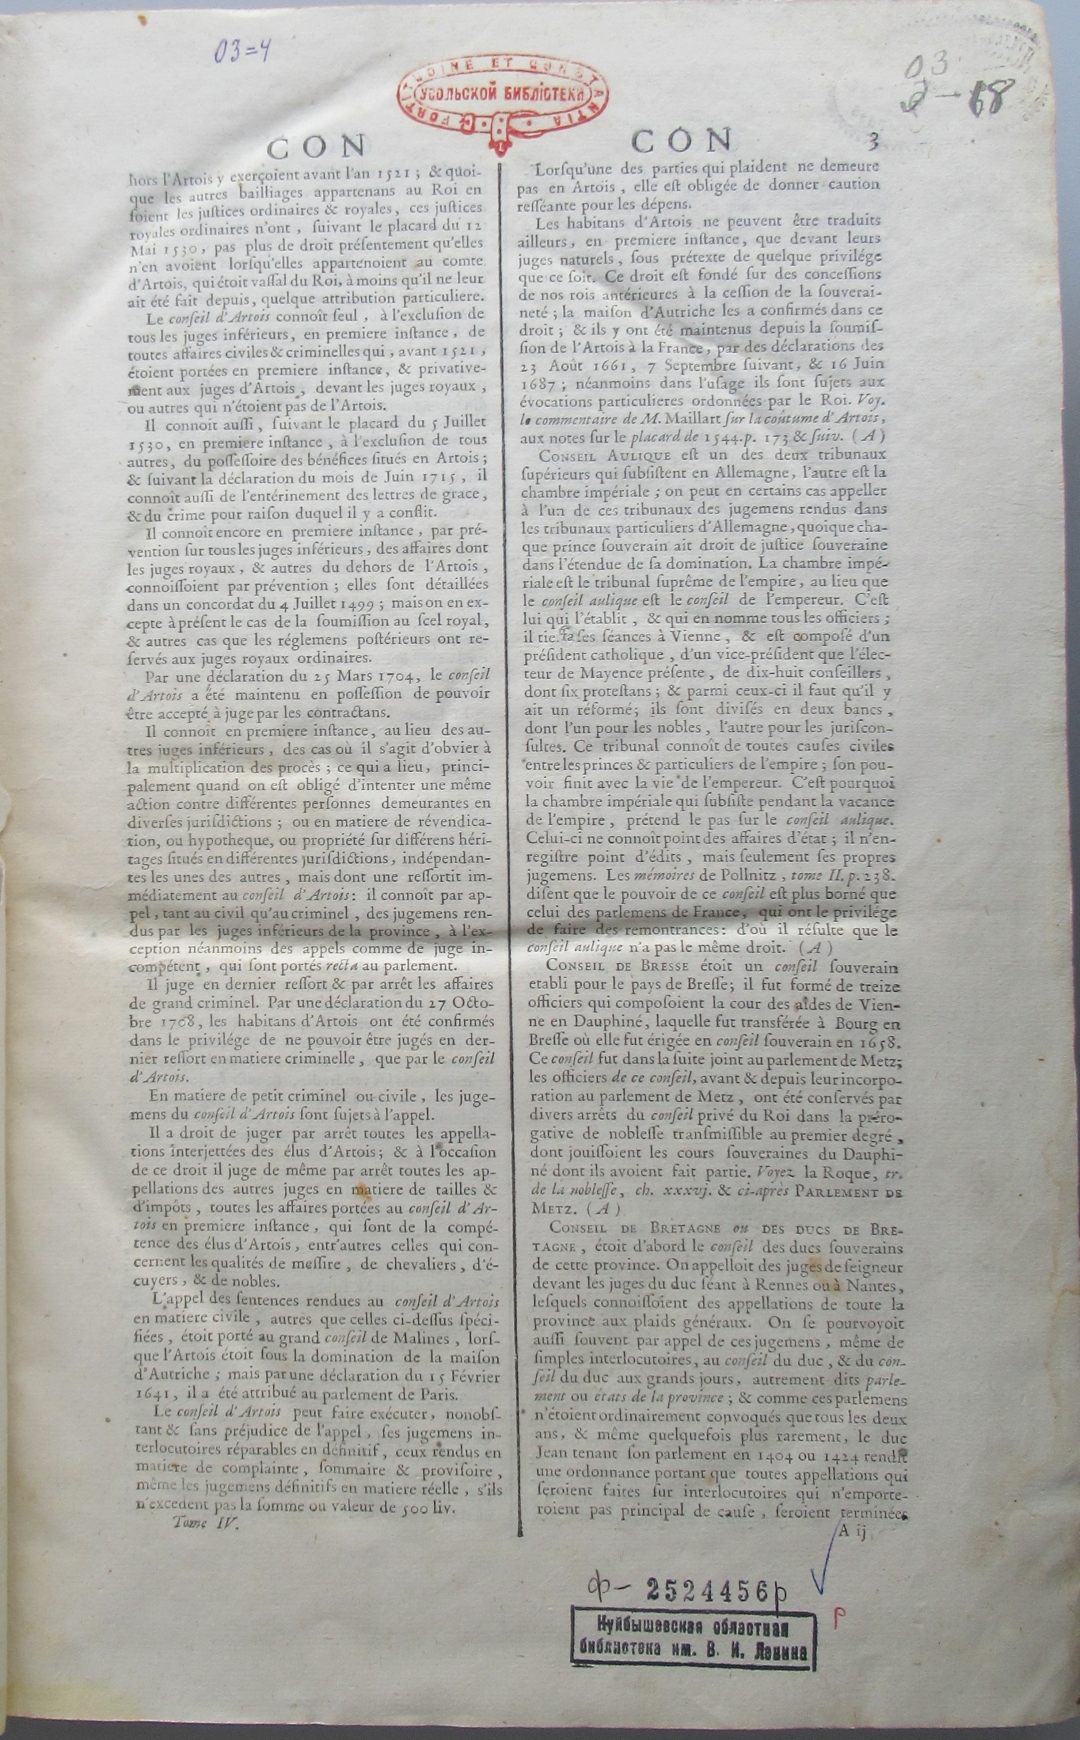 03=4
FORTITUDINE ET CONSTANTIA
УСОЛЬСКОЙ БИБЛІОТЕКИ
03
2-68
CON
hors l'Artois y exerçoient avant l'an 1521 ; & quoi-
que les autres bailliages appartenans au Roi en
soient les justices ordinaires & royales, ces justices
royales ordinaires n'ont, suivant le placard du 12
Mai 1530, pas plus de droit présentement qu'elles
n'en avoient lorsqu'elles appartenoient au comte
d'Artois, qui étoit vassal du Roi, à moins qu'il ne leur
ait été fait depuis, quelque attribution particuliere.
Le conseil d'Artois connoît seul, à l'exclusion de
tous les juges inférieurs, en premiere instance, de
toutes affaires civiles & criminelles qui, avant 1521,
étoient portées en premiere instance, & privative-
ment aux juges d'Artois, devant les juges royaux,
ou autres qui n'étoient pas de l'Artois.
Il connoît aussi, suivant le placard du 5 Juillet
1530, en premiere instance, à l'exclusion de tous
autres, du possessoire des bénéfices situés en Artois ;
& suivant la déclaration du mois de Juin 1715, il
connoît aussi de l'entérinement des lettres de grace,
& du crime pour raison duquel il y a conflit.
Il connoît encore en premiere instance, par pré-
vention sur tous les juges inférieurs, des affaires dont
les juges royaux, & autres du dehors de l'Artois,
connoissoient par prévention ; elles sont détaillées
dans un concordat du 4 Juillet 1499 ; mais on en ex-
cepte à présent le cas de la soumission au scel royal,
& autres cas que les réglemens postérieurs ont re-
servés aux juges royaux ordinaires.
Par une déclaration du 25 Mars 1704, le conseil
d'Artois a été maintenu en possession de pouvoir
être accepté à juge par les contractans.
Il connoît en premiere instance, au lieu des au-
tres juges inférieurs, des cas où il s'agit d'obvier à
la multiplication des procès ; ce qui a lieu, princi-
palement quand on est obligé d'intenter une même
action contre différentes personnes demeurantes en
diverses jurisdictions ; ou en matiere de révendica-
tion, ou hypotheque, ou propriété sur différens héri-
tages situés en différentes jurisdictions, indépendan-
tes les unes des autres, mais dont une ressortit im-
médiatement au conseil d'Artois : il connoît par ap-
pel, tant au civil qu'au criminel, des jugemens ren-
dus par les juges inférieurs de la province, à l'ex-
ception néanmoins des appels comme de juge in-
compétent, qui sont portés recta au parlement.
Il juge en dernier ressort & par arrêt les affaires
de grand criminel. Par une déclaration du 27 Octo-
bre 1708, les habitans d'Artois ont été confirmés
dans le privilége de ne pouvoir être jugés en der-
nier ressort en matiere criminelle, que par le conseil
d'Artois.
En matiere de petit criminel ou civile, les juge-
mens du conseil d'Artois sont sujets à l'appel.
Il a droit de juger par arrêt toutes les appella-
tions interjettées des élus d'Artois ; & à l'occasion
de ce droit il juge de même par arrêt toutes les ap-
pellations des autres juges en matiere de tailles &
d'impôts, toutes les affaires portées au conseil d'Ar-
tois en premiere instance, qui sont de la compé-
tence des élus d'Artois, entr'autres celles qui con-
cernent les qualités de messire, de chevaliers, d'é-
cuyers, & de nobles.
L'appel des sentences rendues au conseil d'Artois
en matiere civile, autres que celles ci-dessus spéci-
fiées, étoit porté au grand conseil de Malines, lors-
que l'Artois étoit sous la domination de la maison
d'Autriche ; mais par une déclaration du 15 Février
1641, il a été attribué au parlement de Paris.
Le conseil d'Artois peut faire exécuter, nonobs-
tant & sans préjudice de l'appel, ses jugemens in-
terlocutoires réparables en définitif, ceux rendus en
matiere de complainte, sommaire & provisoire,
même les jugemens définitifs en matiere réelle, s'ils
n'excedent pas la somme ou valeur de 500 liv.
Tome IV.
CON 3
Lorsqu'une des parties qui plaident ne demeure
pas en Artois, elle est obligée de donner caution
resséante pour les dépens.
Les habitans d'Artois ne peuvent être traduits
ailleurs, en premiere instance, que devant leurs
juges naturels, sous prétexte de quelque privilége
que ce soit. Ce droit est fondé sur des concessions
de nos rois antérieures à la cession de la souverai-
neté ; la maison d'Autriche les a confirmés dans ce
droit ; & ils y ont été maintenus depuis la soumis-
sion de l'Artois à la France, par des déclarations des
23 Août 1661, 7 Septembre suivant, & 16 Juin
1687 ; néanmoins dans l'usage ils sont sujets aux
évocations particulieres ordonnées par le Roi. Voy.
le commentaire de M. Maillart sur la coûtume d'Artois,
aux notes sur le placard de 1544. p. 173 & suiv. (A)
CONSEIL AULIQUE est un des deux tribunaux
supérieurs qui subsistent en Allemagne, l'autre est la
chambre impériale ; on peut en certains cas appeller
à l'un de ces tribunaux des jugemens rendus dans
les tribunaux particuliers d'Allemagne, quoique cha-
que prince souverain ait droit de justice souveraine
dans l'étendue de sa domination. La chambre impé-
riale est le tribunal suprême de l'empire, au lieu que
le conseil aulique est le conseil de l'empereur. C'est
lui qui l'établit, & qui en nomme tous les officiers ;
il tient ses séances à Vienne, & est composé d'un
président catholique, d'un vice-président que l'élec-
teur de Mayence présente, de dix-huit conseillers,
dont six protestans ; & parmi ceux-ci il faut qu'il y
ait un réformé ; ils sont divisés en deux bancs,
dont l'un pour les nobles, l'autre pour les juriscon-
sultes. Ce tribunal connoît de toutes causes civiles
entre les princes & particuliers de l'empire ; son pou-
voir finit avec la vie de l'empereur. C'est pourquoi
la chambre impériale qui subsiste pendant la vacance
de l'empire, prétend le pas sur le conseil aulique.
Celui-ci ne connoît point des affaires d'état ; il n'en-
registre point d'édits, mais seulement ses propres
jugemens. Les mémoires de Pollnitz, tome II. p. 238.
disent que le pouvoir de ce conseil est plus borné que
celui des parlemens de France, qui ont le privilége
de faire des remontrances : d'où il résulte que le
conseil aulique n'a pas le même droit. (A)
CONSEIL DE BRESSE étoit un conseil souverain
etabli pour le pays de Bresse ; il fut formé de treize
officiers qui composoient la cour des aides de Vien-
ne en Dauphiné, laquelle fut transférée à Bourg en
Bresse où elle fut érigée en conseil souverain en 1658.
Ce conseil fut dans la suite joint au parlement de Metz ;
les officiers de ce conseil, avant & depuis leur incorpo-
ration au parlement de Metz, ont été conservés par
divers arrêts du conseil privé du Roi dans la préro-
gative de noblesse transmissible au premier degré,
dont jouissoient les cours souveraines du Dauphi-
né dont ils avoient fait partie. Voyez la Roque, tr.
de la noblesse, ch. xxxvj. & ci-après PARLEMENT DE
METZ. (A)
CONSEIL DE BRETAGNE ou DES DUCS DE BRE-
TAGNE, étoit d'abord le conseil des ducs souverains
de cette province. On appelloit des juges de seigneur
devant les juges du duc séant à Rennes ou à Nantes,
lesquels connoissoient des appellations de toute la
province aux plaids généraux. On se pourvoyoit
aussi souvent par appel de ces jugemens, même de
simples interlocutoires, au conseil du duc, & du con-
seil du duc aux grands jours, autrement dits parle-
ment ou états de la province ; & comme ces parlemens
n'étoient ordinairement convoqués que tous les deux
ans, & même quelquefois plus rarement, le duc
Jean tenant son parlement en 1404 ou 1424 rendit
une ordonnance portant que toutes appellations qui
seroient faites sur interlocutoires qui n'emporte-
roient pas principal de cause, seroient terminées
A ij
ф- 2524456р
р
Куйбышевская областная
библиотека им. В. И. Ленина